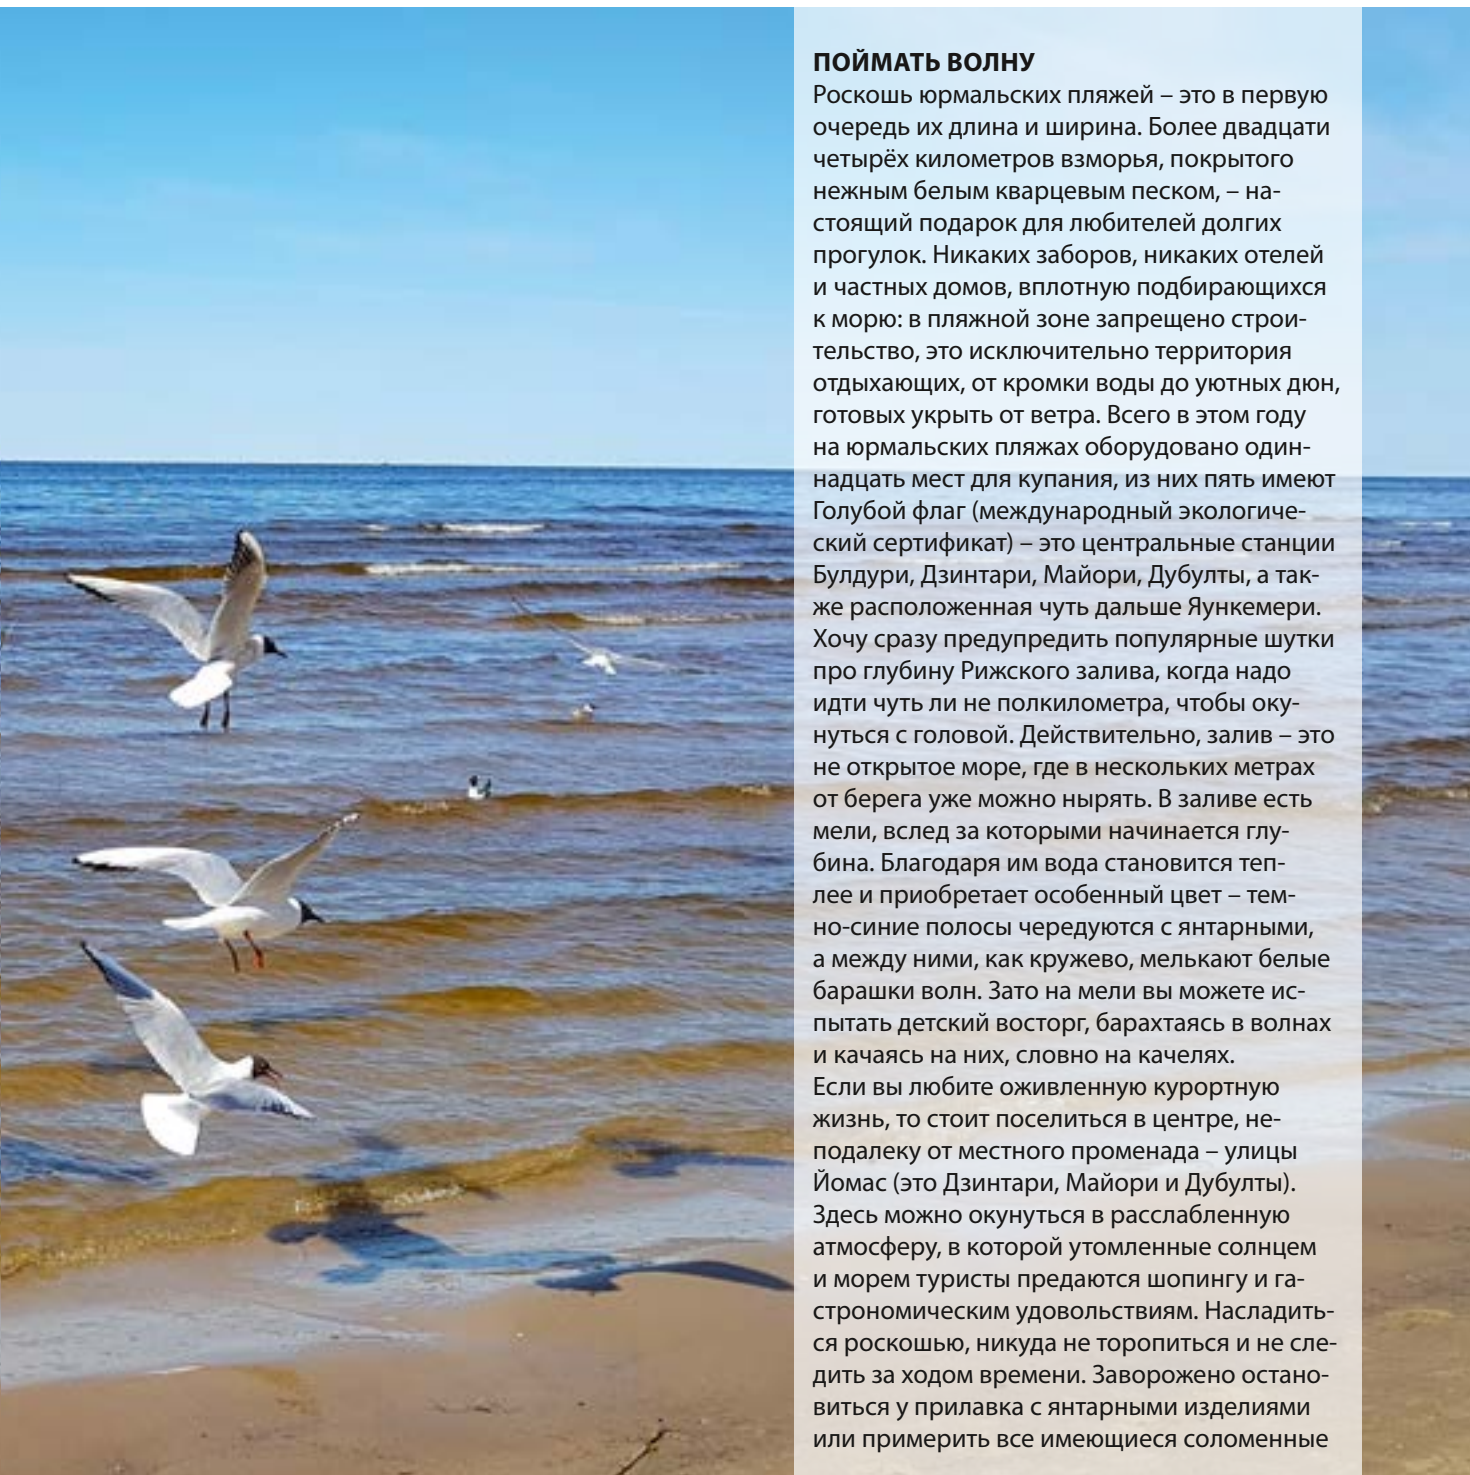 ПОЙМАТЬ ВОЛНУ
Роскошь юрмальских пляжей – это в первую
очередь их длина и ширина. Более двадцати
четырёх километров взморья, покрытого
нежным белым кварцевым песком, – на-
стоящий подарок для любителей долгих
прогулок. Никаких заборов, никаких отелей
и частных домов, вплотную подбирающихся
к морю: в пляжной зоне запрещено строи-
тельство, это исключительно территория
отдыхающих, от кромки воды до уютных дюн,
готовых укрыть от ветра. Всего в этом году
на юрмальских пляжах оборудовано один-
надцать мест для купания, из них пять имеют
Голубой флаг (международный экологиче-
ский сертификат) – это центральные станции
Булдури, Дзинтари, Майори, Дубулты, а так-
же расположенная чуть дальше Яункемери.
Хочу сразу предупредить популярные шутки
про глубину Рижского залива, когда надо
идти чуть ли не полкилометра, чтобы оку-
нуться с головой. Действительно, залив – это
не открытое море, где в нескольких метрах
от берега уже можно нырять. В заливе есть
мели, вслед за которыми начинается глу-
бина. Благодаря им вода становится теп-
лее и приобретает особенный цвет – тем-
но-синие полосы чередуются с янтарными,
а между ними, как кружево, мелькают белые
барашки волн. Зато на мели вы можете ис-
пытать детский восторг, барахтаясь в волнах
и качаясь на них, словно на качелях.
Если вы любите оживленную курортную
жизнь, то стоит поселиться в центре, не-
подалеку от местного променада – улицы
Йомас (это Дзинтари, Майори и Дубулты).
Здесь можно окунуться в расслабленную
атмосферу, в которой утомленные солнцем
и морем туристы предаются шопингу и га-
строномическим удовольствиям. Насладить-
ся роскошью, никуда не торопиться и не сле-
дить за ходом времени. Заворожено остано-
виться у прилавка с янтарными изделиями
или примерить все имеющиеся соломенные